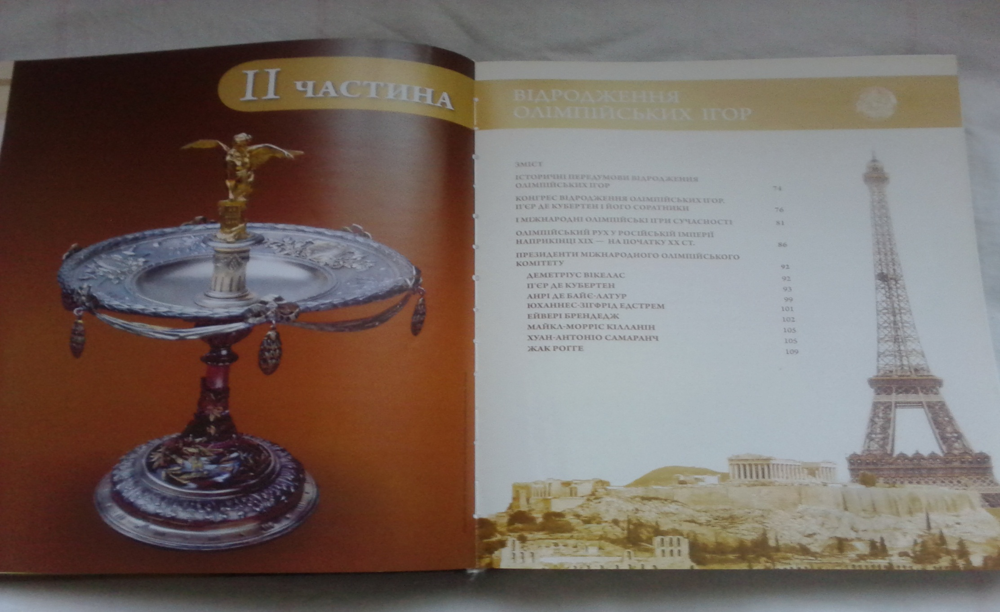 II ЧАСТИНА
ВІДРОДЖЕННЯ
ОЛІМПІЙСЬКИХ ІГОР
ЗМІСТ
ІСТОРИЧНІ ПЕРЕДУМОВИ ВІДРОДЖЕННЯ
ОЛІМПІЙСЬКИХ ІГОР 74
КОНГРЕС ВІДРОДЖЕННЯ ОЛІМПІЙСЬКИХ ІГОР.
П'ЄР ДЕ КУБЕРТЕН І ЙОГО СОРАТНИКИ 76
І МІЖНАРОДНІ ОЛІМПІЙСЬКІ ІГРИ СУЧАСНОСТІ 81
ОЛІМПІЙСЬКИЙ РУХ У РОСІЙСЬКІЙ ІМПЕРІЇ
НАПРИКІНЦІ XIX — НА ПОЧАТКУ XX СТ. 86
ПРЕЗИДЕНТИ МІЖНАРОДНОГО ОЛІМПІЙСЬКОГО
КОМІТЕТУ 92
ДЕМЕТРІУС ВІКЕЛАС 92
П'ЄР ДЕ КУБЕРТЕН 93
АНРІ ДЕ БАЙЄ-ЛАТУР 99
ЮХАННЕС-ЗІГФРІД ЕДСТРЕМ 101
ЕЙВЕРІ БРЕНДЕДЖ 102
МАЙКЛ-МОРРІС КІЛЛАНІН 105
ХУАН-АНТОНІО САМАРАНЧ 105
ЖАК РОГГЕ 109